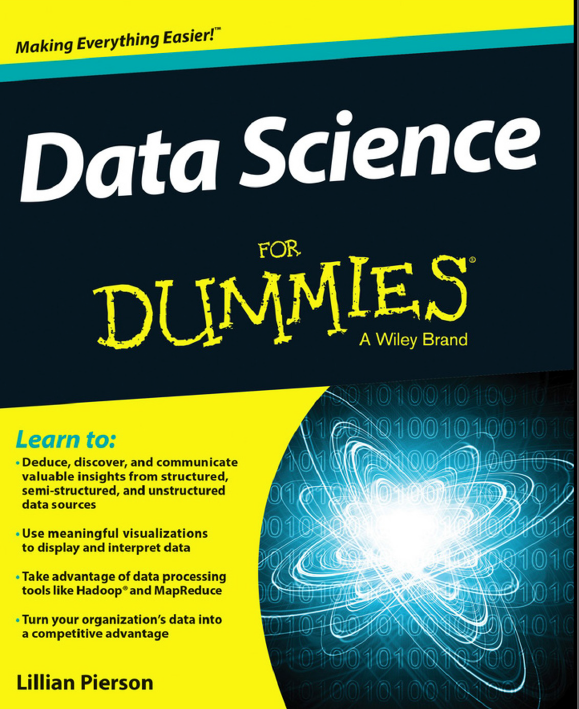 Making Everything Easier!™
Data Science
FOR
DUMMIES®
A Wiley Brand
Learn to:
• Deduce, discover, and communicate
valuable insights from structured,
semi-structured, and unstructured
data sources
• Use meaningful visualizations
to display and interpret data
• Take advantage of data processing
tools like Hadoop® and MapReduce
• Turn your organization's data into
a competitive advantage
Lillian Pierson